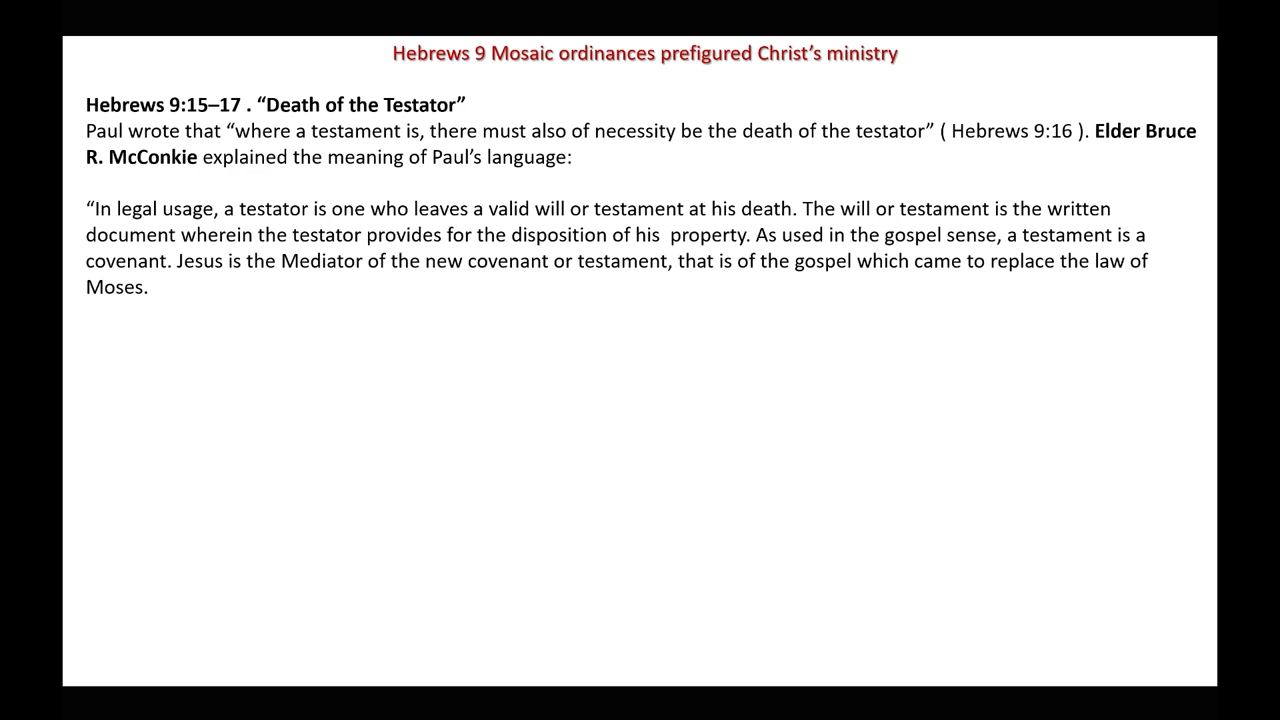 Hebrews 9 Mosaic ordinances prefigured Christ’s ministry
Hebrews 9:15–17 . “Death of the Testator”
Paul wrote that “where a testament is, there must also of necessity be the death of the testator” ( Hebrews 9:16 ). Elder Bruce
R. McConkie explained the meaning of Paul’s language:
“In legal usage, a testator is one who leaves a valid will or testament at his death. The will or testament is the written
document wherein the testator provides for the disposition of his  property. As used in the gospel sense, a testament is a
covenant. Jesus is the Mediator of the new covenant or testament, that is of the gospel which came to replace the law of
Moses.